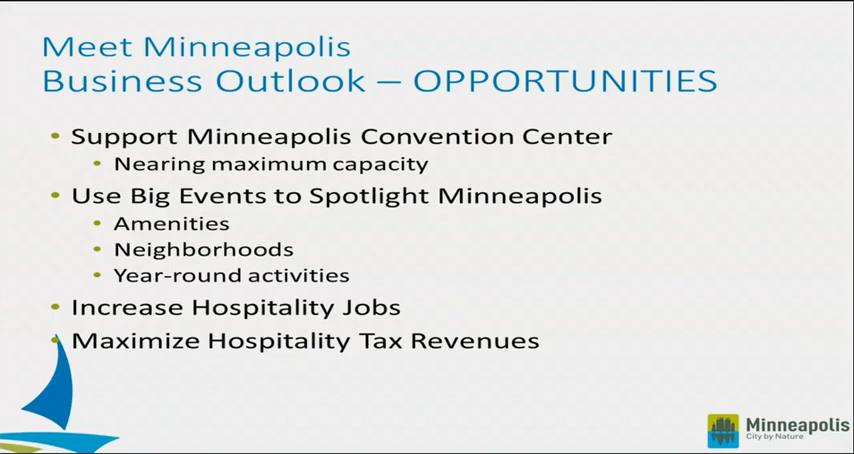 Meet Minneapolis
Business Outlook – OPPORTUNITIES
• Support Minneapolis Convention Center
• Nearing maximum capacity
• Use Big Events to Spotlight Minneapolis
• Amenities
• Neighborhoods
• Year-round activities
• Increase Hospitality Jobs
• Maximize Hospitality Tax Revenues
Minneapolis
City by Nature